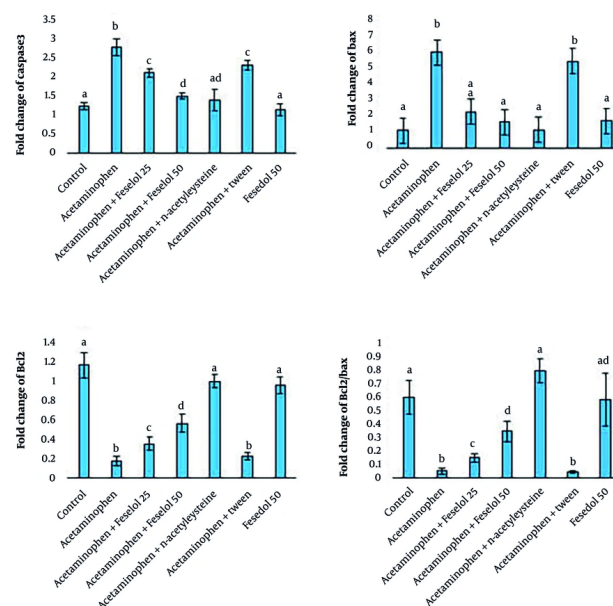 Fold change of caspase3
3.5
3
2.5
2
1.5
1
0.5
0
a
b
c
d
ad
c
a
Control
Acetaminophen
Acetaminophen + Feselol 25
Acetaminophen + Feselol 50
Acetaminophen + n-acetyleysteine
Acetaminophen + tween
Feselol 50
Fold change of bax
8
7
6
5
4
3
2
1
0
a
b
a
a
a
a
b
a
Control
Acetaminophen
Acetaminophen + Feselol 25
Acetaminophen + Feselol 50
Acetaminophen + n-acetyleysteine
Acetaminophen + tween
Fesedol 50
Fold change of Bcl2
1.4
1.2
1
0.8
0.6
0.4
0.2
0
a
b
c
d
a
b
a
Control
Acetaminophen
Acetaminophen + Feselol 25
Acetaminophen + Feselol 50
Acetaminophen + n-acetyleysteine
Acetaminophen + tween
Fesedol 50
Fold change of Bcl2/bax
1
0.9
0.8
0.7
0.6
0.5
0.4
0.3
0.2
0.1
0
a
b
c
d
a
b
ad
Control
Acetaminophen
Acetaminophen + Feselol 25
Acetaminophen + Feselol 50
Acetaminophen + n-acetyleysteine
Acetaminophen + tween
Fesedol 50